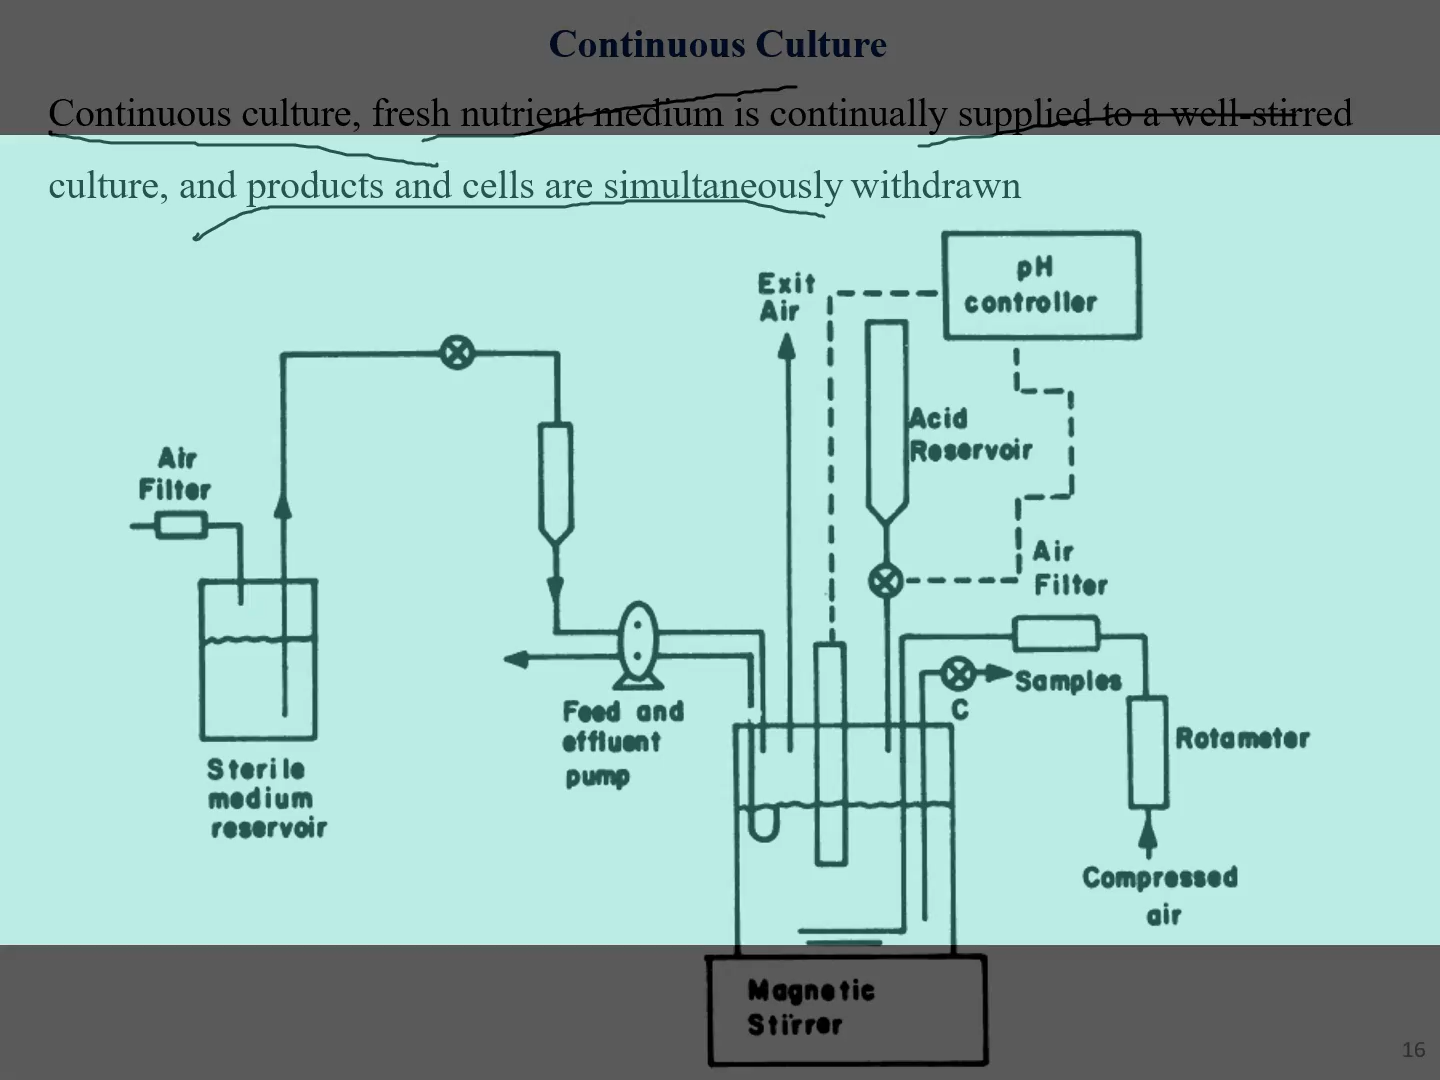 Continuous Culture
Continuous culture, fresh nutrient medium is continually supplied to a well-stirred
culture, and products and cells are simultaneously withdrawn
pH
controller
Exit
Air
Acid
Reservoir
Air
Filter
Air
Filter
Samples
C
Feed and
effluent
pump
Rotameter
Sterile
medium
reservoir
Compressed
air
Magnetic
Stirrer
16